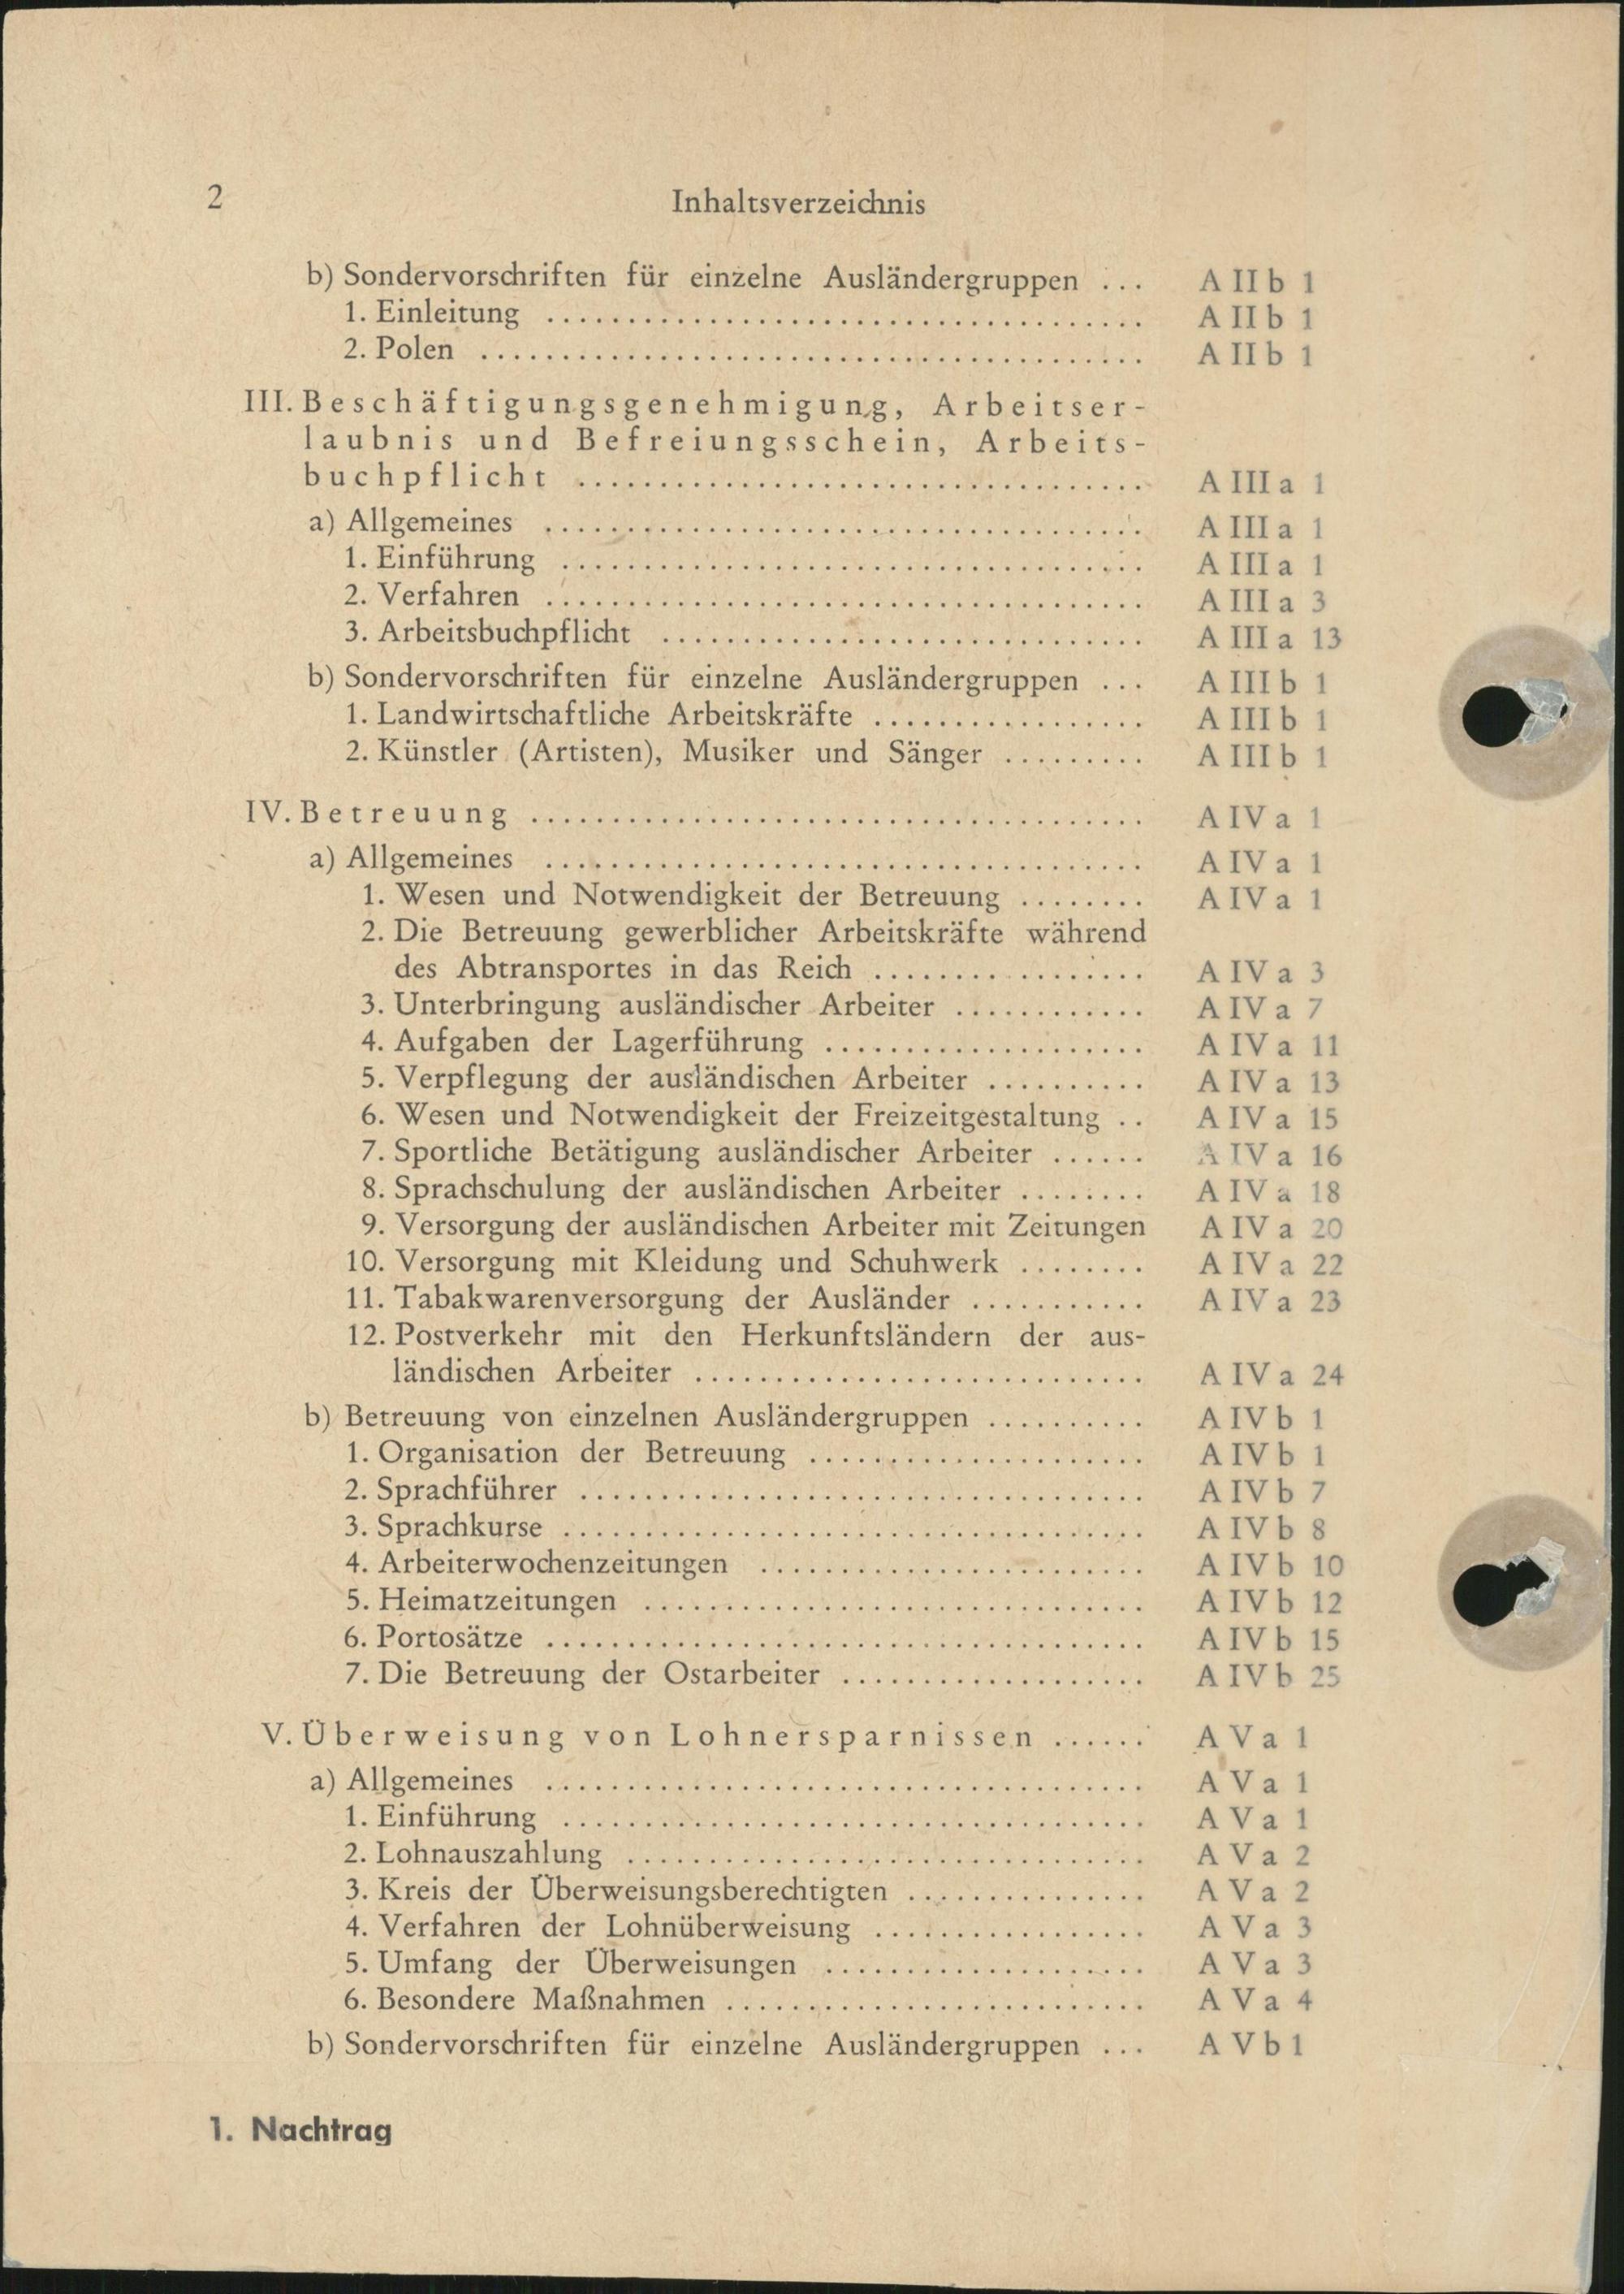 2
Inhaltsverzeichnis
b) Sondervorschriften für einzelne Ausländergruppen ... A II b 1
1. Einleitung ..... A II b 1
2. Polen ..... A II b 1
III. Beschäftigungsgenehmigung, Arbeitser-
laubnis und Befreiungsschein, Arbeits-
buchpflicht ..... A III a 1
a) Allgemeines ..... A III a 1
1. Einführung ..... A III a 1
2. Verfahren ..... A III a 3
3. Arbeitsbuchpflicht ..... A III a 13
b) Sondervorschriften für einzelne Ausländergruppen ... A III b 1
1. Landwirtschaftliche Arbeitskräfte ..... A III b 1
2. Künstler (Artisten), Musiker und Sänger ..... A III b 1
IV. Betreuung ..... A IV a 1
a) Allgemeines ..... A IV a 1
1. Wesen und Notwendigkeit der Betreuung ..... A IV a 1
2. Die Betreuung gewerblicher Arbeitskräfte während
des Abtransportes in das Reich ..... A IV a 3
3. Unterbringung ausländischer Arbeiter ..... A IV a 7
4. Aufgaben der Lagerführung ..... A IV a 11
5. Verpflegung der ausländischen Arbeiter ..... A IV a 13
6. Wesen und Notwendigkeit der Freizeitgestaltung .. A IV a 15
7. Sportliche Betätigung ausländischer Arbeiter ...... A IV a 16
8. Sprachschulung der ausländischen Arbeiter ..... A IV a 18
9. Versorgung der ausländischen Arbeiter mit Zeitungen A IV a 20
10. Versorgung mit Kleidung und Schuhwerk ..... A IV a 22
11. Tabakwarenversorgung der Ausländer ..... A IV a 23
12. Postverkehr mit den Herkunftsländern der aus-
ländischen Arbeiter ..... A IV a 24
b) Betreuung von einzelnen Ausländergruppen ..... A IV b 1
1. Organisation der Betreuung ..... A IV b 1
2. Sprachführer ..... A IV b 7
3. Sprachkurse ..... A IV b 8
4. Arbeiterwochenzeitungen ..... A IV b 10
5. Heimatzeitungen ..... A IV b 12
6. Portosätze ..... A IV b 15
7. Die Betreuung der Ostarbeiter ..... A IV b 25
V. Überweisung von Lohnersparnissen ...... A V a 1
a) Allgemeines ..... A V a 1
1. Einführung ..... A V a 1
2. Lohnauszahlung ..... A V a 2
3. Kreis der Überweisungsberechtigten ..... A V a 2
4. Verfahren der Lohnüberweisung ..... A V a 3
5. Umfang der Überweisungen ..... A V a 3
6. Besondere Maßnahmen ..... A V a 4
b) Sondervorschriften für einzelne Ausländergruppen ... A V b 1
1. Nachtrag